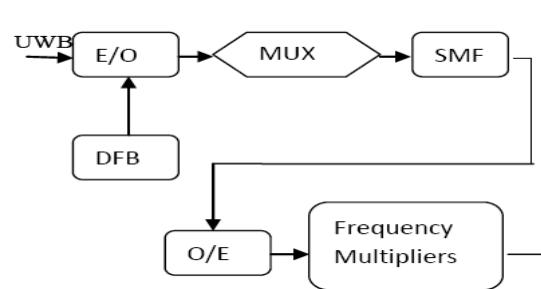 UWB
E/O
MUX
SMF
DFB
O/E
Frequency
Multipliers